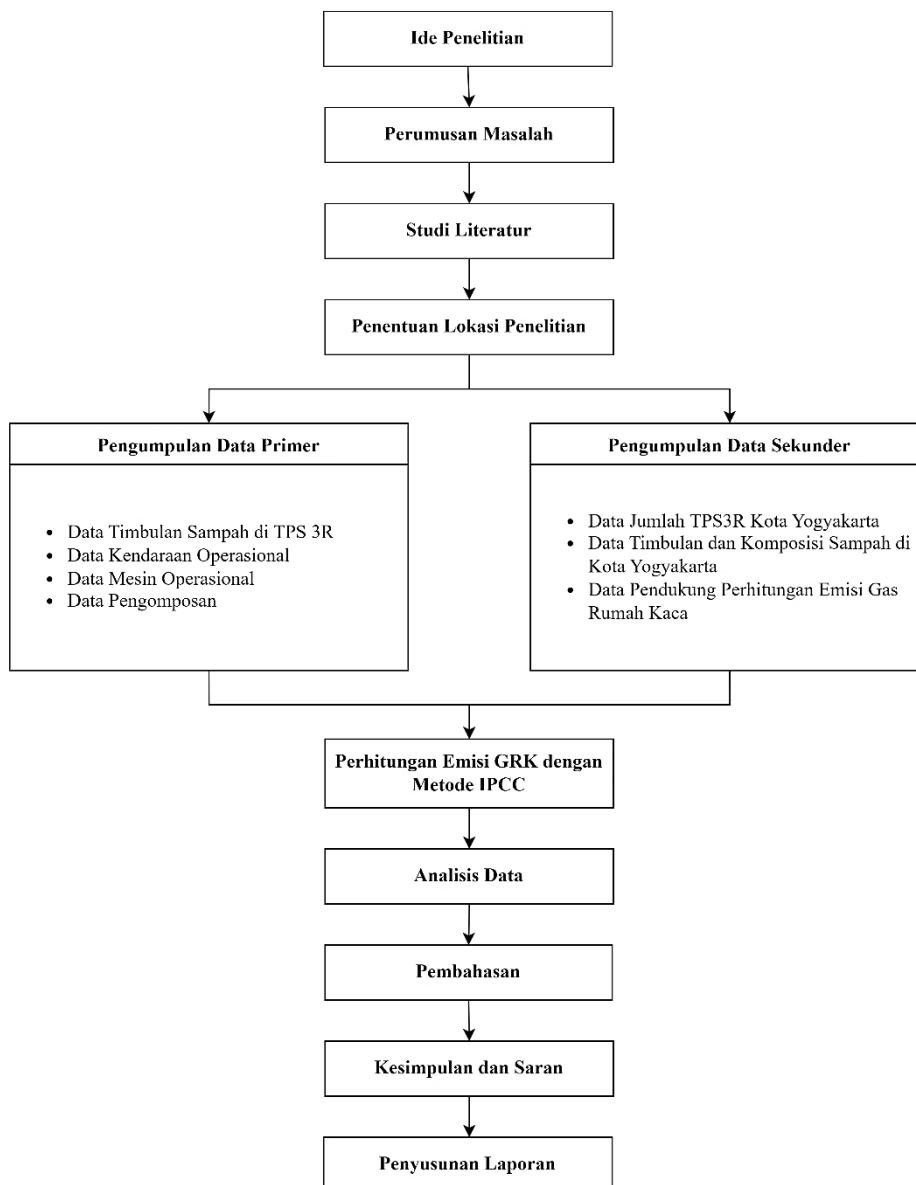 Ide Penelitian
Perumusan Masalah
Studi Literatur
Penentuan Lokasi Penelitian
Pengumpulan Data Primer
Data Timbulan Sampah di TPS 3R
Data Kendaraan Operasional
Data Mesin Operasional
Data Pengomposan
Pengumpulan Data Sekunder
Data Jumlah TPS3R Kota Yogyakarta
Data Timbulan dan Komposisi Sampah di
Kota Yogyakarta
Data Pendukung Perhitungan Emisi Gas
Rumah Kaca
Perhitungan Emisi GRK dengan
Metode IPCC
Analisis Data
Pembahasan
Kesimpulan dan Saran
Penyusunan Laporan